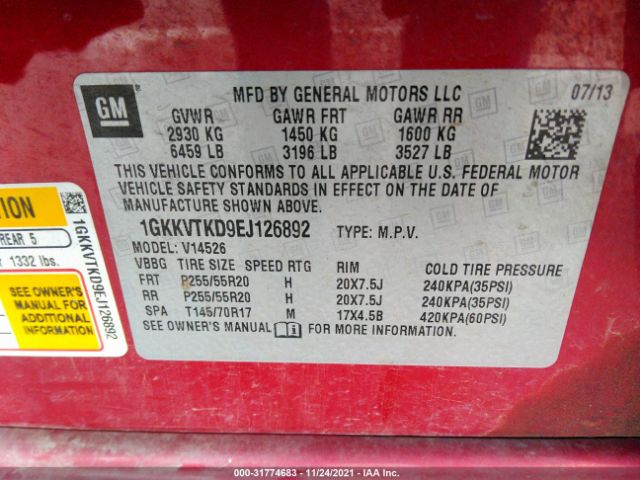 GM
MFD BY GENERAL MOTORS LLC 07/13
GVWR GAWR FRT GAWR RR
2930 KG 1450 KG 1600 KG
6459 LB 3196 LB 3527 LB
THIS VEHICLE CONFORMS TO ALL APPLICABLE U.S. FEDERAL MOTOR
VEHICLE SAFETY STANDARDS IN EFFECT ON THE DATE OF
MANUFACTURE SHOWN ABOVE.
1GKKVTKD9EJ126892 TYPE: M.P.V.
MODEL: V14526
VBBG TIRE SIZE SPEED RTG RIM COLD TIRE PRESSURE
FRT P255/55R20 H 20X7.5J 240KPA(35PSI)
RR P255/55R20 H 20X7.5J 240KPA(35PSI)
SPA T145/70R17 M 17X4.5B 420KPA(60PSI)
SEE OWNER'S MANUAL FOR MORE INFORMATION.
TION
REAR 5
r 1332 lbs.
SEE OWNER'S
MANUAL FOR
ADDITIONAL
INFORMATION
1GKKVTKD9EJ126892
000-31774683 - 11/24/2021 - IAA Inc.